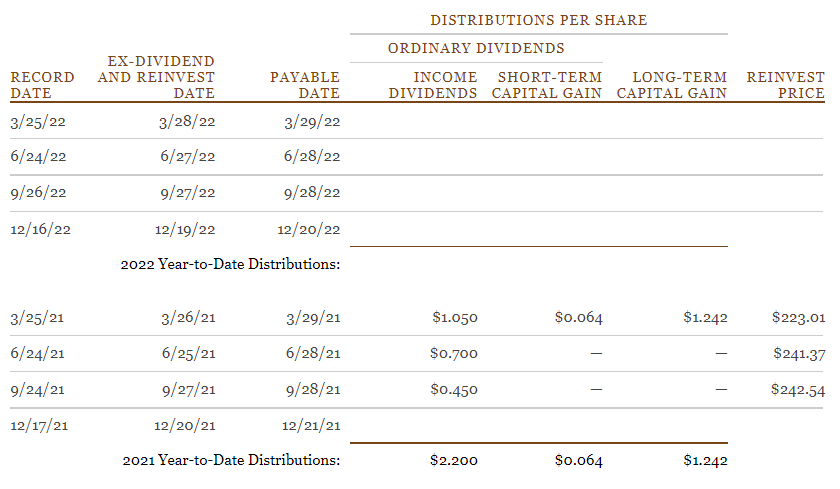 DISTRIBUTIONS PER SHARE
ORDINARY DIVIDENDS
EX-DIVIDEND
RECORD AND REINVEST PAYABLE INCOME SHORT-TERM LONG-TERM REINVEST
DATE DATE DATE DIVIDENDS CAPITAL GAIN CAPITAL GAIN PRICE
3/25/22 3/28/22 3/29/22
6/24/22 6/27/22 6/28/22
9/26/22 9/27/22 9/28/22
12/16/22 12/19/22 12/20/22
2022 Year-to-Date Distributions:
3/25/21 3/26/21 3/29/21 $1.050 $0.064 $1.242 $223.01
6/24/21 6/25/21 6/28/21 $0.700 — — $241.37
9/24/21 9/27/21 9/28/21 $0.450 — — $242.54
12/17/21 12/20/21 12/21/21
2021 Year-to-Date Distributions: $2.200 $0.064 $1.242